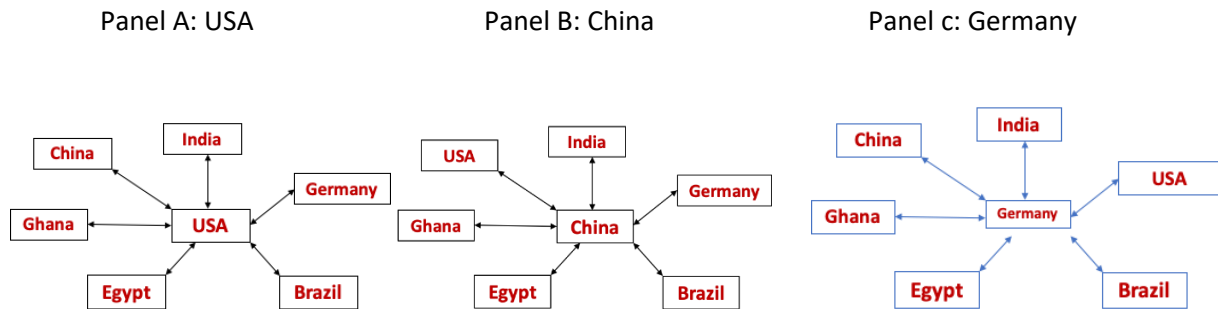 Panel A: USA
Panel B: China
Panel c: Germany
China
India
Germany
Ghana
USA
Egypt
Brazil
USA
India
Germany
Ghana
China
Egypt
Brazil
China
India
USA
Ghana
Germany
Egypt
Brazil